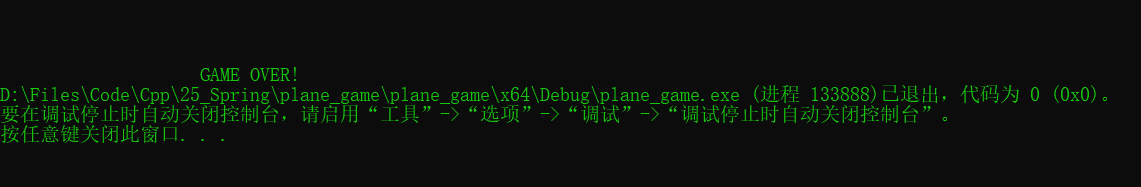 GAME OVER!
D:\Files\Code\Cpp\25_Spring\plane_game\plane_game\x64\Debug\plane_game.exe (进程 133888)已退出，代码为 0 (0x0)。
要在调试停止时自动关闭控制台，请启用“工具”->“选项”->“调试”->“调试停止时自动关闭控制台”。
按任意键关闭此窗口. . .